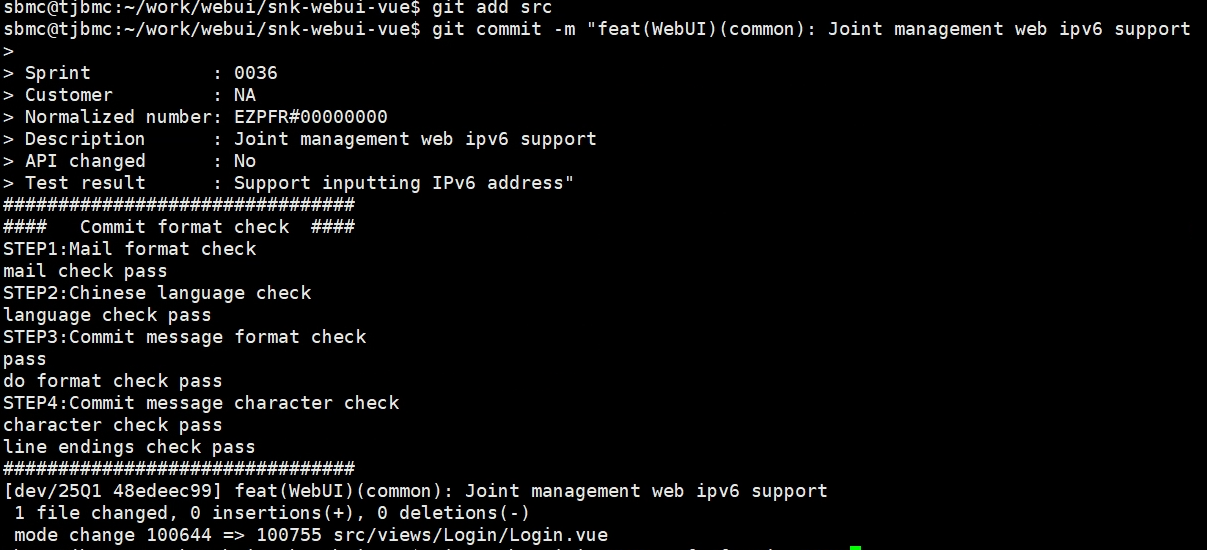 sbmc@tjbmc:~/work/webui/snk-webui-vue$ git add src
sbmc@tjbmc:~/work/webui/snk-webui-vue$ git commit -m "feat(WebUI)(common): Joint management web ipv6 support
>
> Sprint           : 0036
> Customer         : NA
> Normalized number: EZPFR#00000000
> Description      : Joint management web ipv6 support
> API changed      : No
> Test result      : Support inputting IPv6 address"
################################
####   Commit format check  ####
STEP1:Mail format check
mail check pass
STEP2:Chinese language check
language check pass
STEP3:Commit message format check
pass
do format check pass
STEP4:Commit message character check
character check pass
line endings check pass
################################
[dev/25Q1 48edeec99] feat(WebUI)(common): Joint management web ipv6 support
 1 file changed, 0 insertions(+), 0 deletions(-)
 mode change 100644 => 100755 src/views/Login/Login.vue